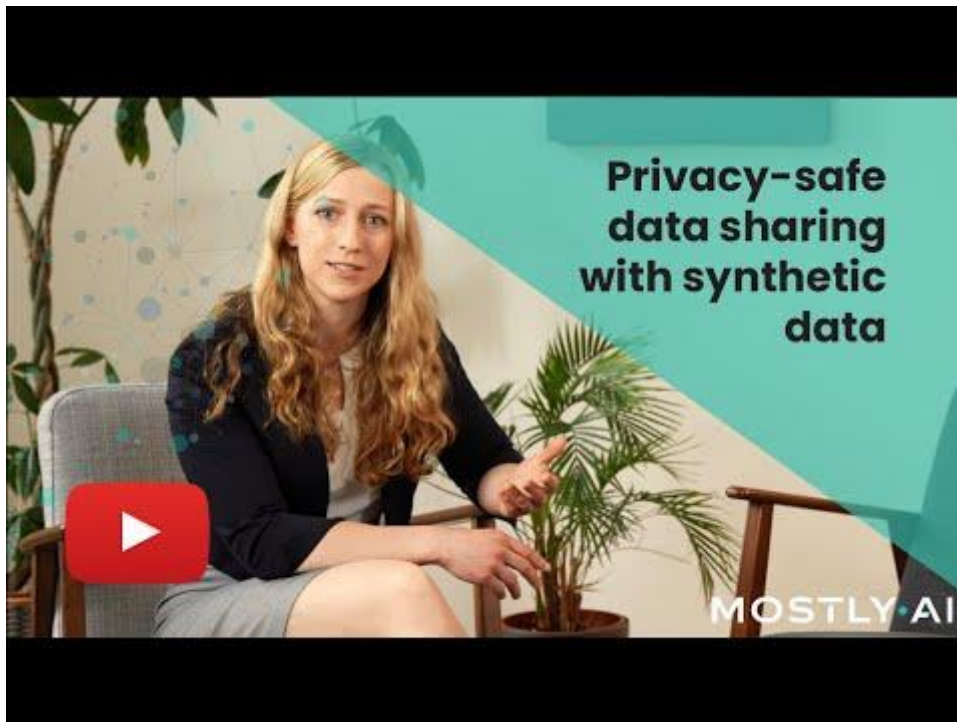 Privacy-safe
data sharing
with synthetic
data
MOSTLY·AI